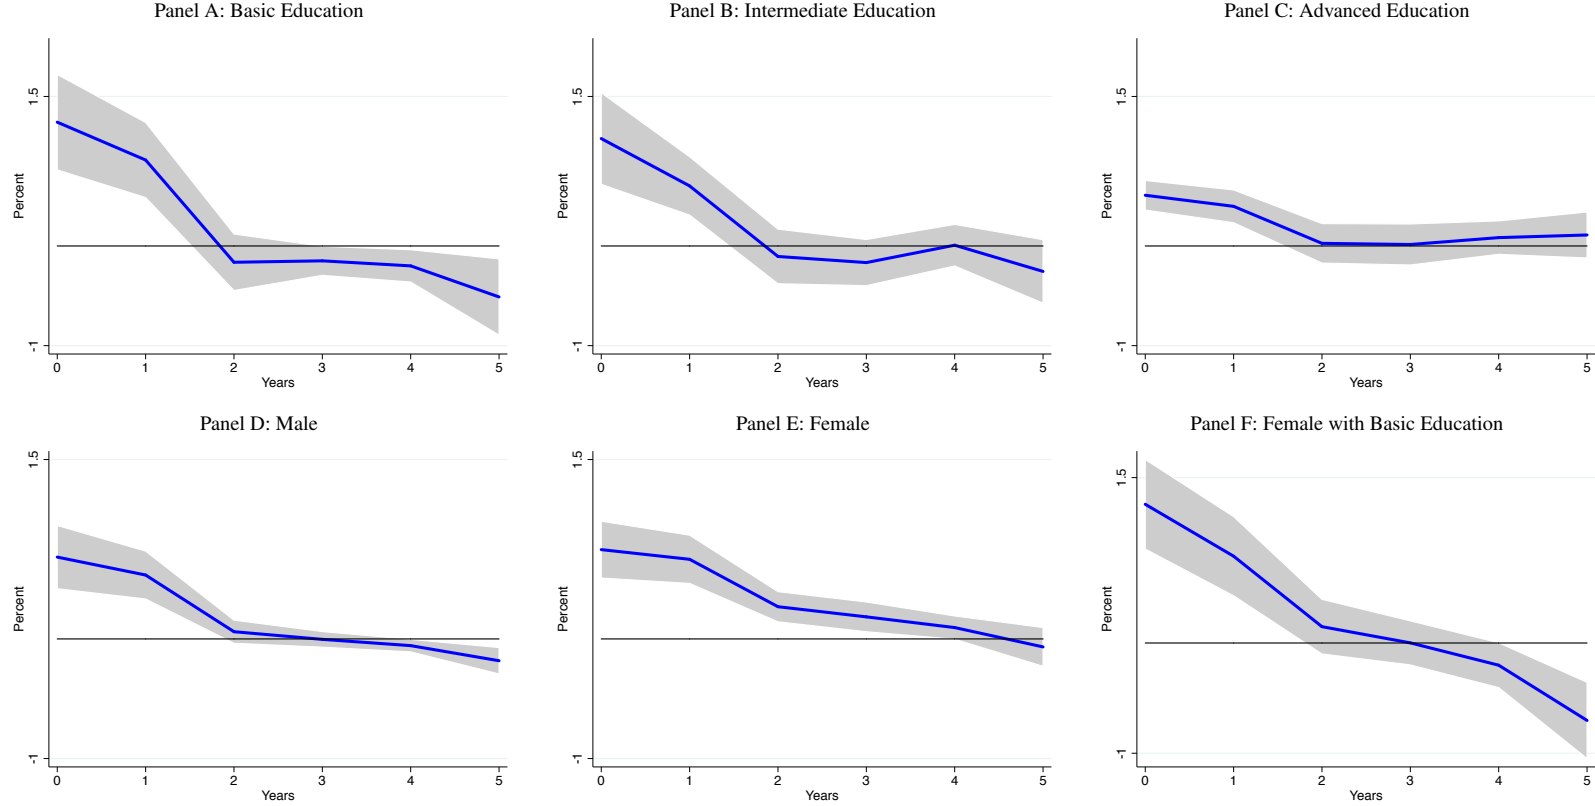 Panel A: Basic Education
1.5
Percent
-1
0 1 2 3 4 5
Years
Panel B: Intermediate Education
1.5
Percent
-1
0 1 2 3 4 5
Years
Panel C: Advanced Education
1.5
Percent
-1
0 1 2 3 4 5
Years
Panel D: Male
1.5
Percent
-1
0 1 2 3 4 5
Years
Panel E: Female
1.5
Percent
-1
0 1 2 3 4 5
Years
Panel F: Female with Basic Education
1.5
Percent
-1
0 1 2 3 4 5
Years